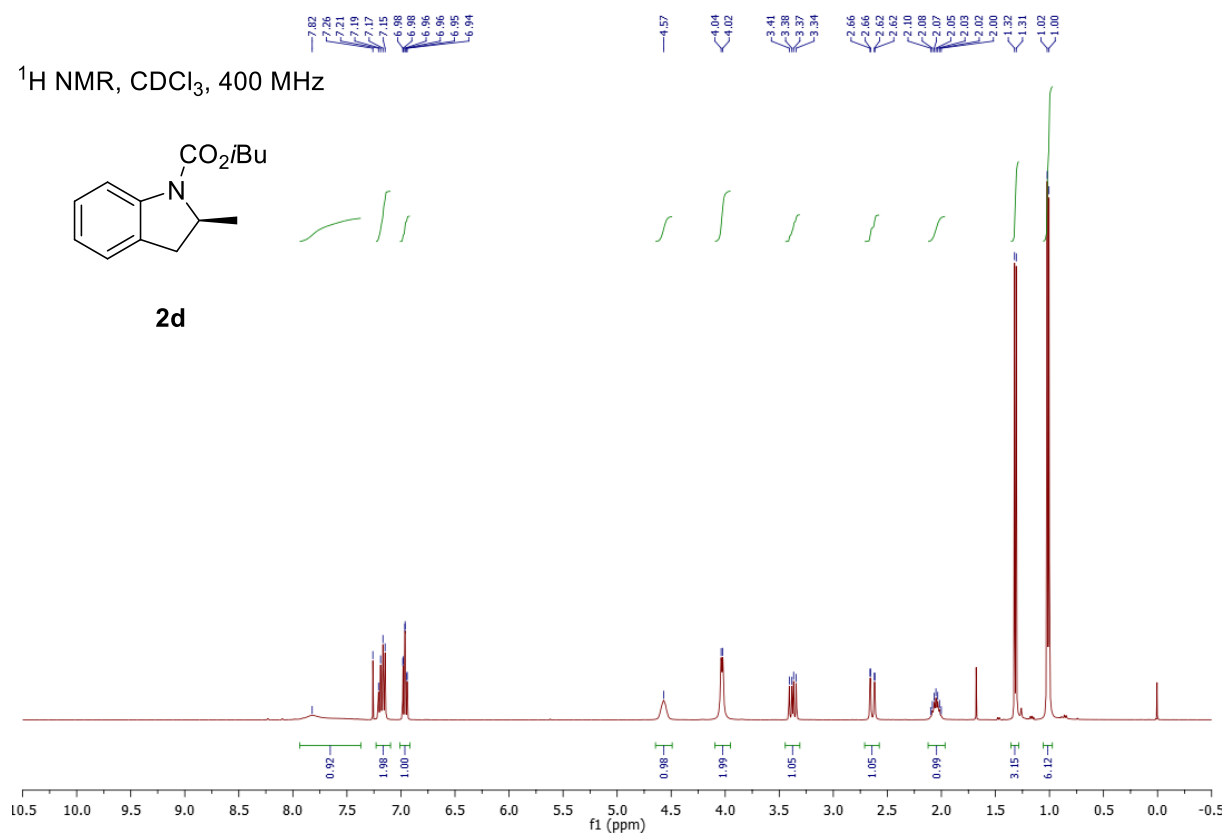 7.82 7.26 7.21 7.19 7.17 7.15 6.98 6.98 6.96 6.96 6.95 6.94 4.57 4.04 4.02 3.41 3.38 3.37 3.34 2.66 2.66 2.62 2.62 2.10 2.08 2.07 2.05 2.03 2.02 2.00 1.32 1.31 1.02 1.00
¹H NMR, CDCl₃, 400 MHz
CO₂iBu
N
2d
0.92 1.98 1.00 0.98 1.99 1.05 1.05 0.99 3.15 6.12
10.5 10.0 9.5 9.0 8.5 8.0 7.5 7.0 6.5 6.0 5.5 5.0 4.5 4.0 3.5 3.0 2.5 2.0 1.5 1.0 0.5 0.0 -0.5
f1 (ppm)